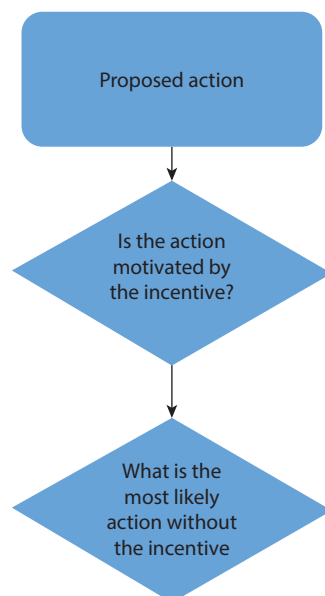 Proposed action
Is the action
motivated by
the incentive?
What is the
most likely
action without
the incentive